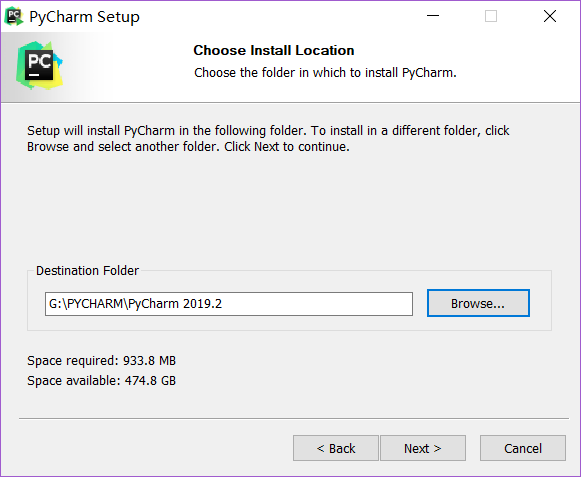 PyCharm Setup
PC
Choose Install Location
Choose the folder in which to install PyCharm.
PC
Setup will install PyCharm in the following folder. To install in a different folder, click
Browse and select another folder. Click Next to continue.
Destination Folder
G:\PYCHARM\PyCharm 2019.2
Browse...
Space required: 933.8 MB
Space available: 474.8 GB
< Back
Next >
Cancel